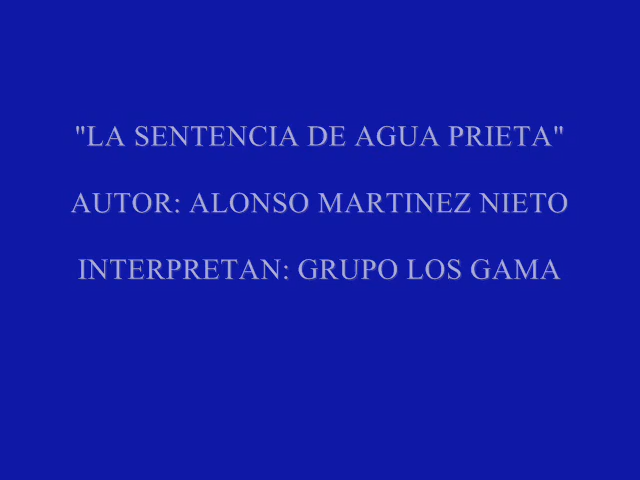 "LA SENTENCIA DE AGUA PRIETA"
AUTOR: ALONSO MARTINEZ NIETO
INTERPRETAN: GRUPO LOS GAMA